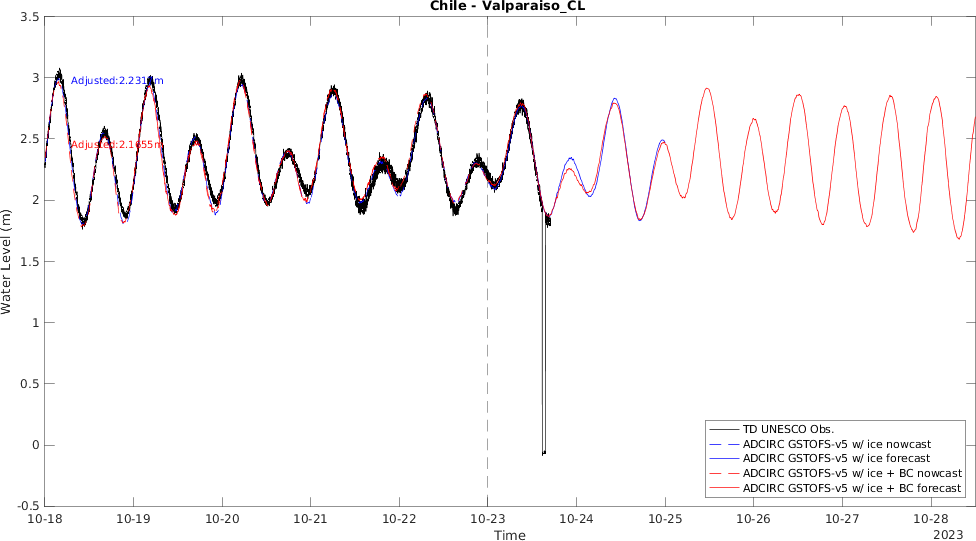 Chile - Valparaiso_CL
3.5
3
2.5
2
1.5
1
0.5
0
-0.5
Water Level (m)
Adjusted:2.231 m
Adjusted:2.1655m
TD UNESCO Obs.
ADCIRC GSTOFS-v5 w/ ice nowcast
ADCIRC GSTOFS-v5 w/ ice forecast
ADCIRC GSTOFS-v5 w/ ice + BC nowcast
ADCIRC GSTOFS-v5 w/ ice + BC forecast
10-18
10-19
10-20
10-21
10-22
10-23
10-24
10-25
10-26
10-27
10-28
Time
2023